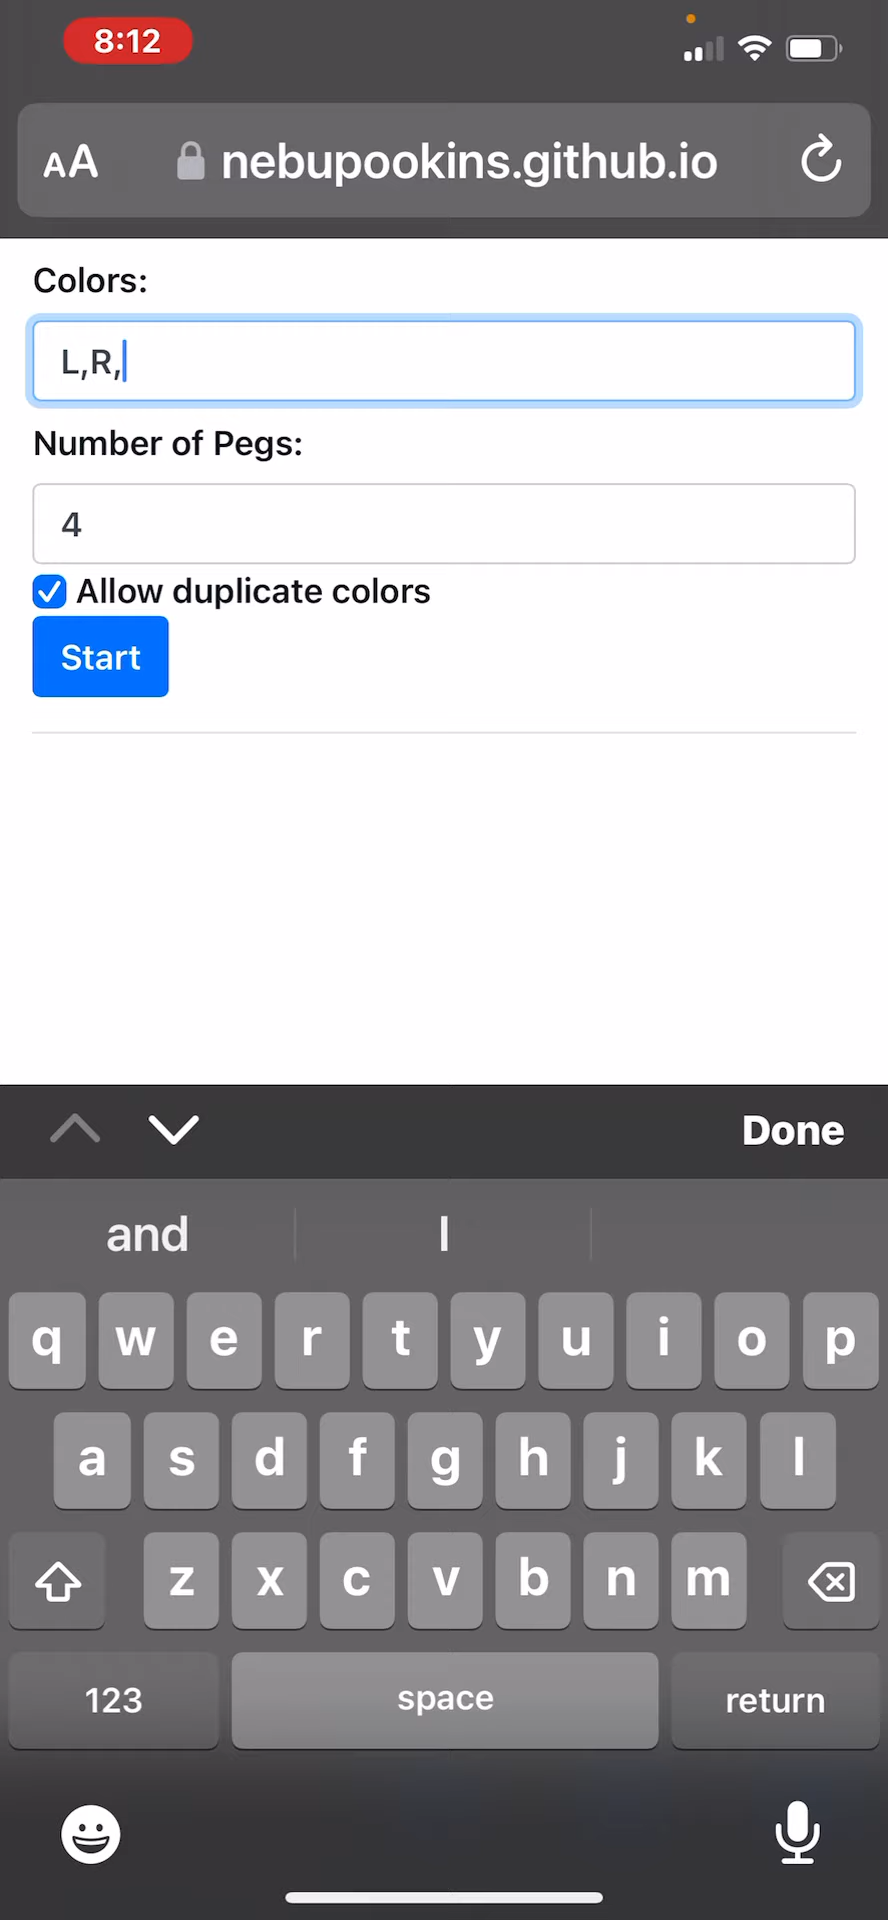 8:12
AA nebupookins.github.io
Colors:
L,R,
Number of Pegs:
4
Allow duplicate colors
Start
Done
and I
q w e r t y u i o p
a s d f g h j k l
z x c v b n m
123 space return